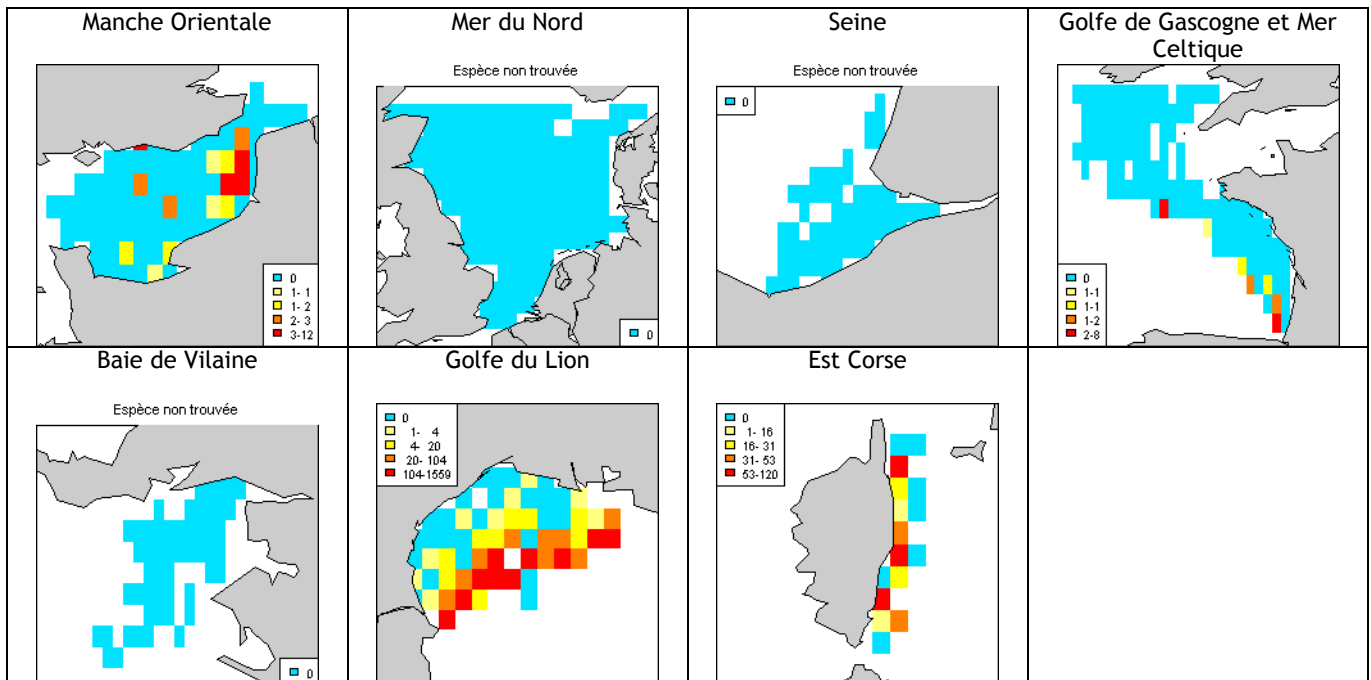 Manche Orientale
0
1- 1
1- 2
2- 3
3-12
Mer du Nord
Espèce non trouvée
0
Seine
Espèce non trouvée
0
Golfe de Gascogne et Mer
Celtique
0
1-1
1-1
1-2
2-8
Baie de Vilaine
Espèce non trouvée
0
Golfe du Lion
0
1- 4
4- 20
20- 104
104-1559
Est Corse
0
1- 16
16- 31
31- 53
53-120